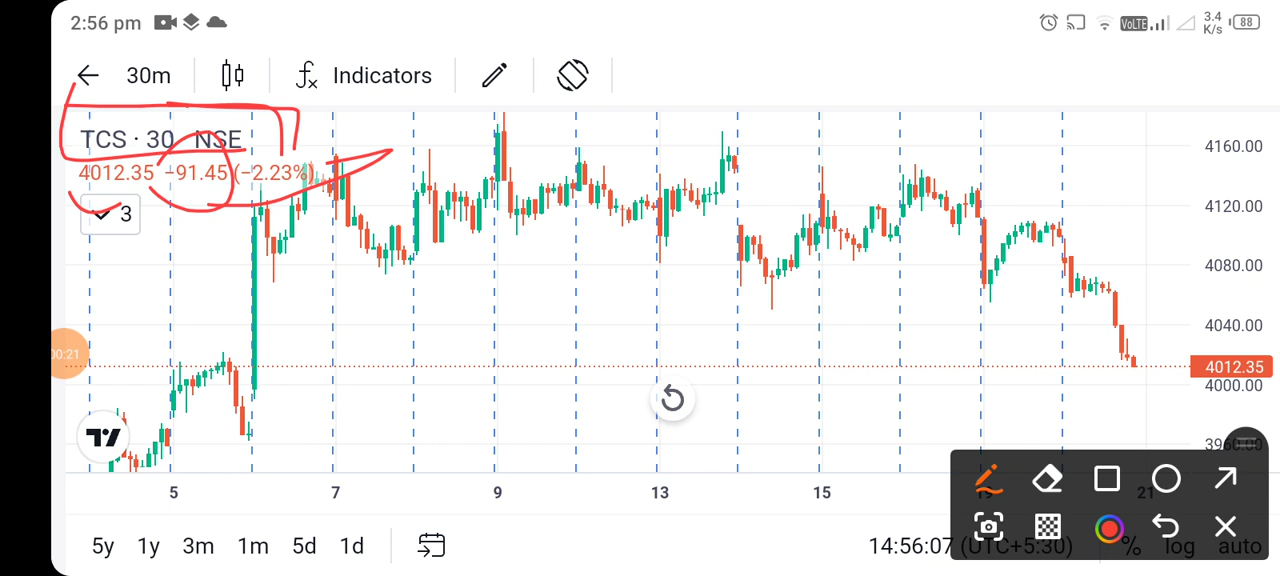 2:56 pm VoLTE 3.4 K/s 88
30m Indicators
TCS · 30 NSE
4012.35 −91.45 (−2.23%)
3
4160.00
4120.00
4080.00
4040.00
4012.35
4000.00
00:21
5 7 9 13 15 19 21
5y 1y 3m 1m 5d 1d 14:56:07 (UTC+5:30) % log auto